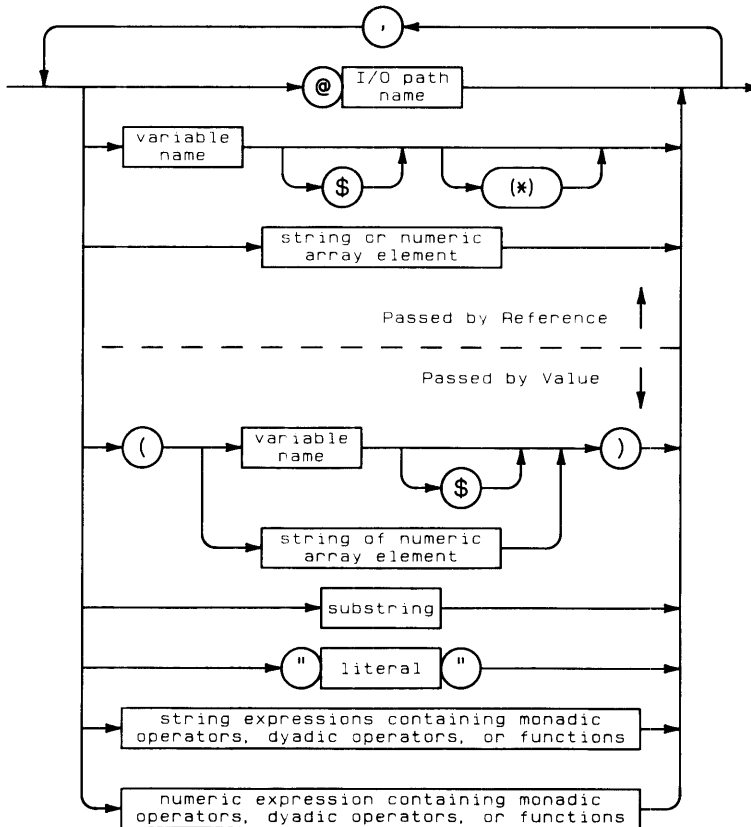 ,
@ I/O path
name
variable
name
$
(*)
string or numeric
array element
Passed by Reference
Passed by Value
(
variable
name
)
$
string of numeric
array element
substring
" literal "
string expressions containing monadic
operators, dyadic operators, or functions
numeric expression containing monadic
operators, dyadic operators, or functions